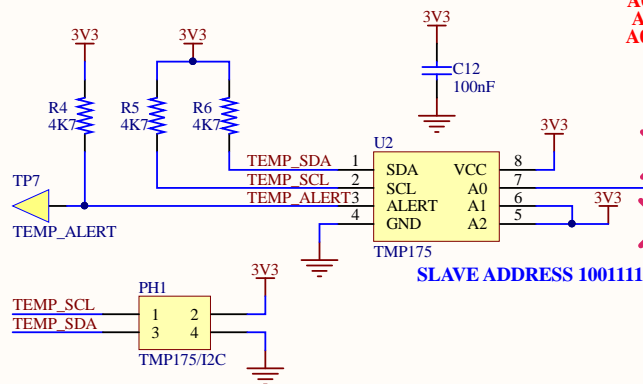 A0
A
A0
3V3
3V3
3V3
C12
100nF
R4
4K7
R5
4K7
R6
4K7
U2
3V3
TEMP_SDA
1
SDA
VCC
8
TEMP_SCL
2
SCL
A0
7
TEMP_ALERT
3
ALERT
A1
6
3V3
4
GND
A2
5
TP7
TEMP_ALERT
TMP175
SLAVE ADDRESS 1001111
3V3
PH1
TEMP_SCL
1
2
TEMP_SDA
3
4
TMP175/I2C